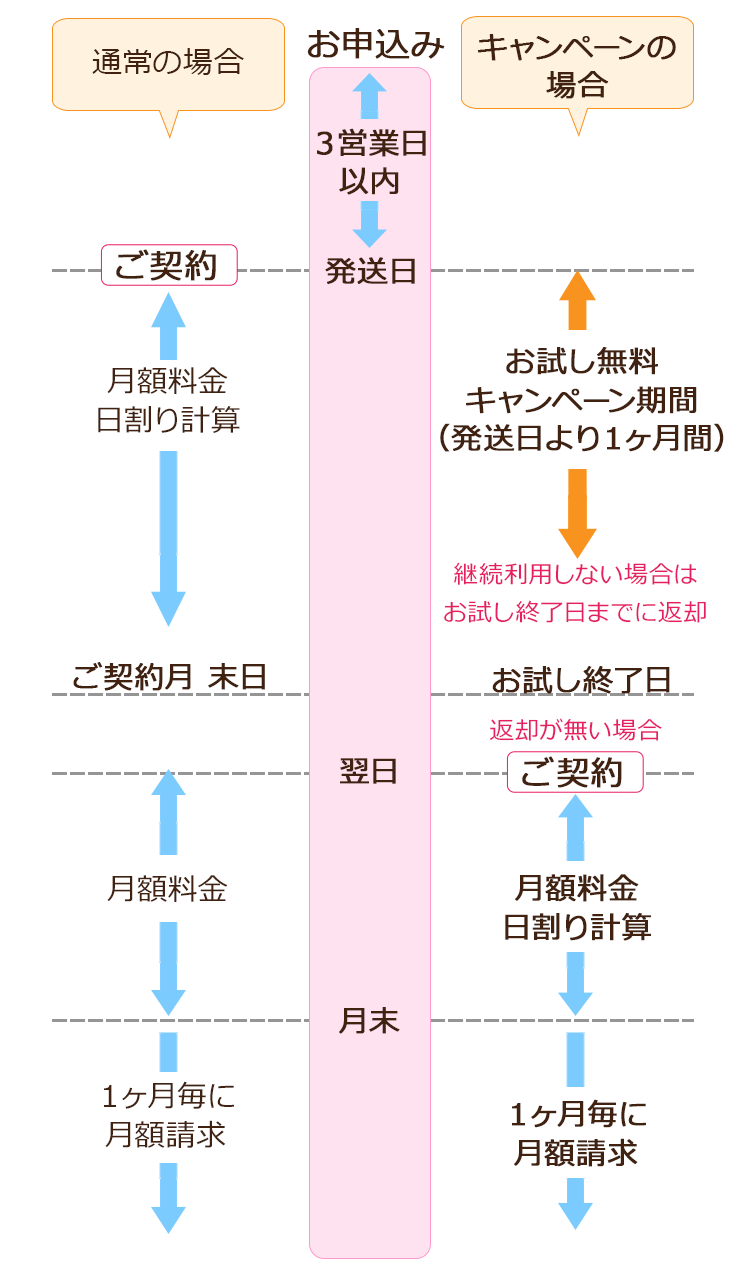 通常の場合
お申込み
キャンペーンの
場合
3営業日
以内
ご契約
発送日
月額料金
日割り計算
お試し無料
キャンペーン期間
（発送日より1ヶ月間）
継続利用しない場合は
お試し終了日までに返却
ご契約月 末日
お試し終了日
返却が無い場合
翌日
ご契約
月額料金
月額料金
日割り計算
月末
1ヶ月毎に
月額請求
1ヶ月毎に
月額請求